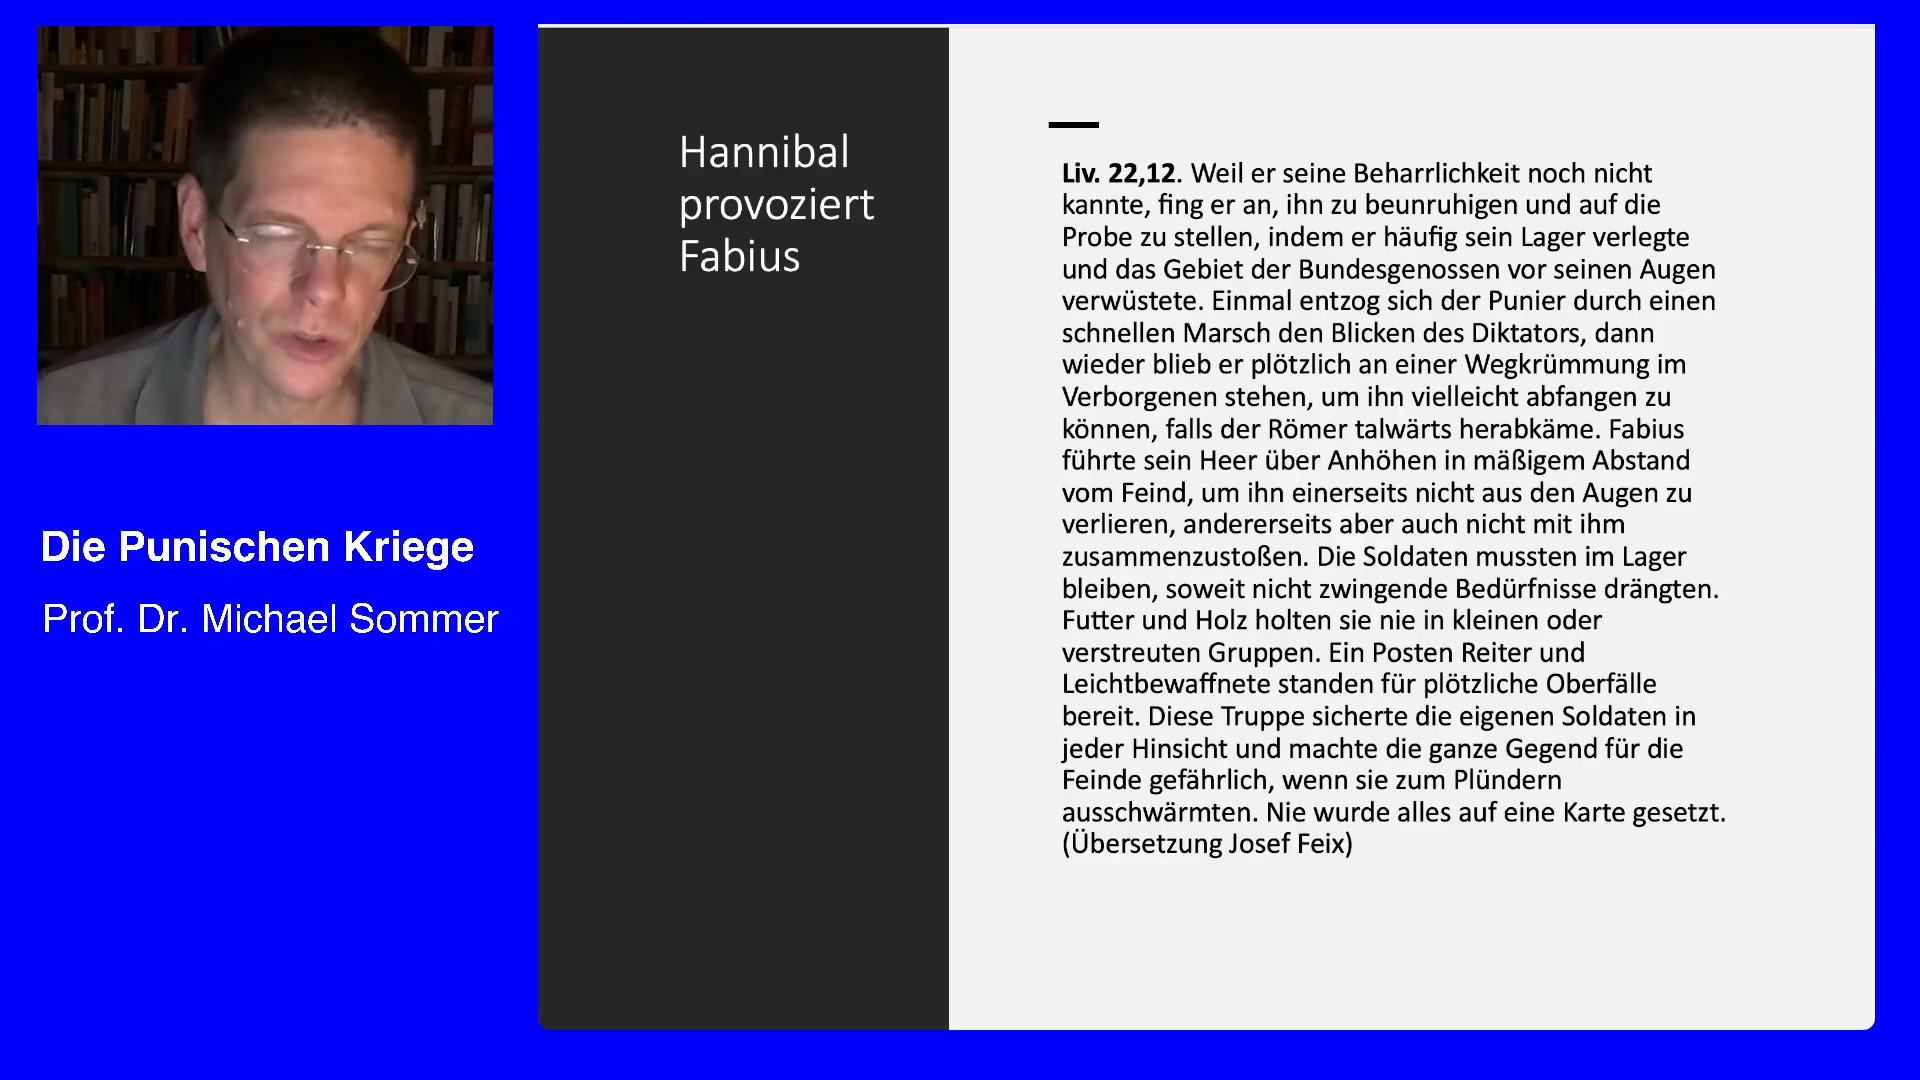 Die Punischen Kriege
Prof. Dr. Michael Sommer
Hannibal
provoziert
Fabius
Liv. 22,12. Weil er seine Beharrlichkeit noch nicht
kannte, fing er an, ihn zu beunruhigen und auf die
Probe zu stellen, indem er häufig sein Lager verlegte
und das Gebiet der Bundesgenossen vor seinen Augen
verwüstete. Einmal entzog sich der Punier durch einen
schnellen Marsch den Blicken des Diktators, dann
wieder blieb er plötzlich an einer Wegkrümmung im
Verborgenen stehen, um ihn vielleicht abfangen zu
können, falls der Römer talwärts herabkäme. Fabius
führte sein Heer über Anhöhen in mäßigem Abstand
vom Feind, um ihn einerseits nicht aus den Augen zu
verlieren, andererseits aber auch nicht mit ihm
zusammenzustoßen. Die Soldaten mussten im Lager
bleiben, soweit nicht zwingende Bedürfnisse drängten.
Futter und Holz holten sie nie in kleinen oder
verstreuten Gruppen. Ein Posten Reiter und
Leichtbewaffnete standen für plötzliche Oberfälle
bereit. Diese Truppe sicherte die eigenen Soldaten in
jeder Hinsicht und machte die ganze Gegend für die
Feinde gefährlich, wenn sie zum Plündern
ausschwärmten. Nie wurde alles auf eine Karte gesetzt.
(Übersetzung Josef Feix)